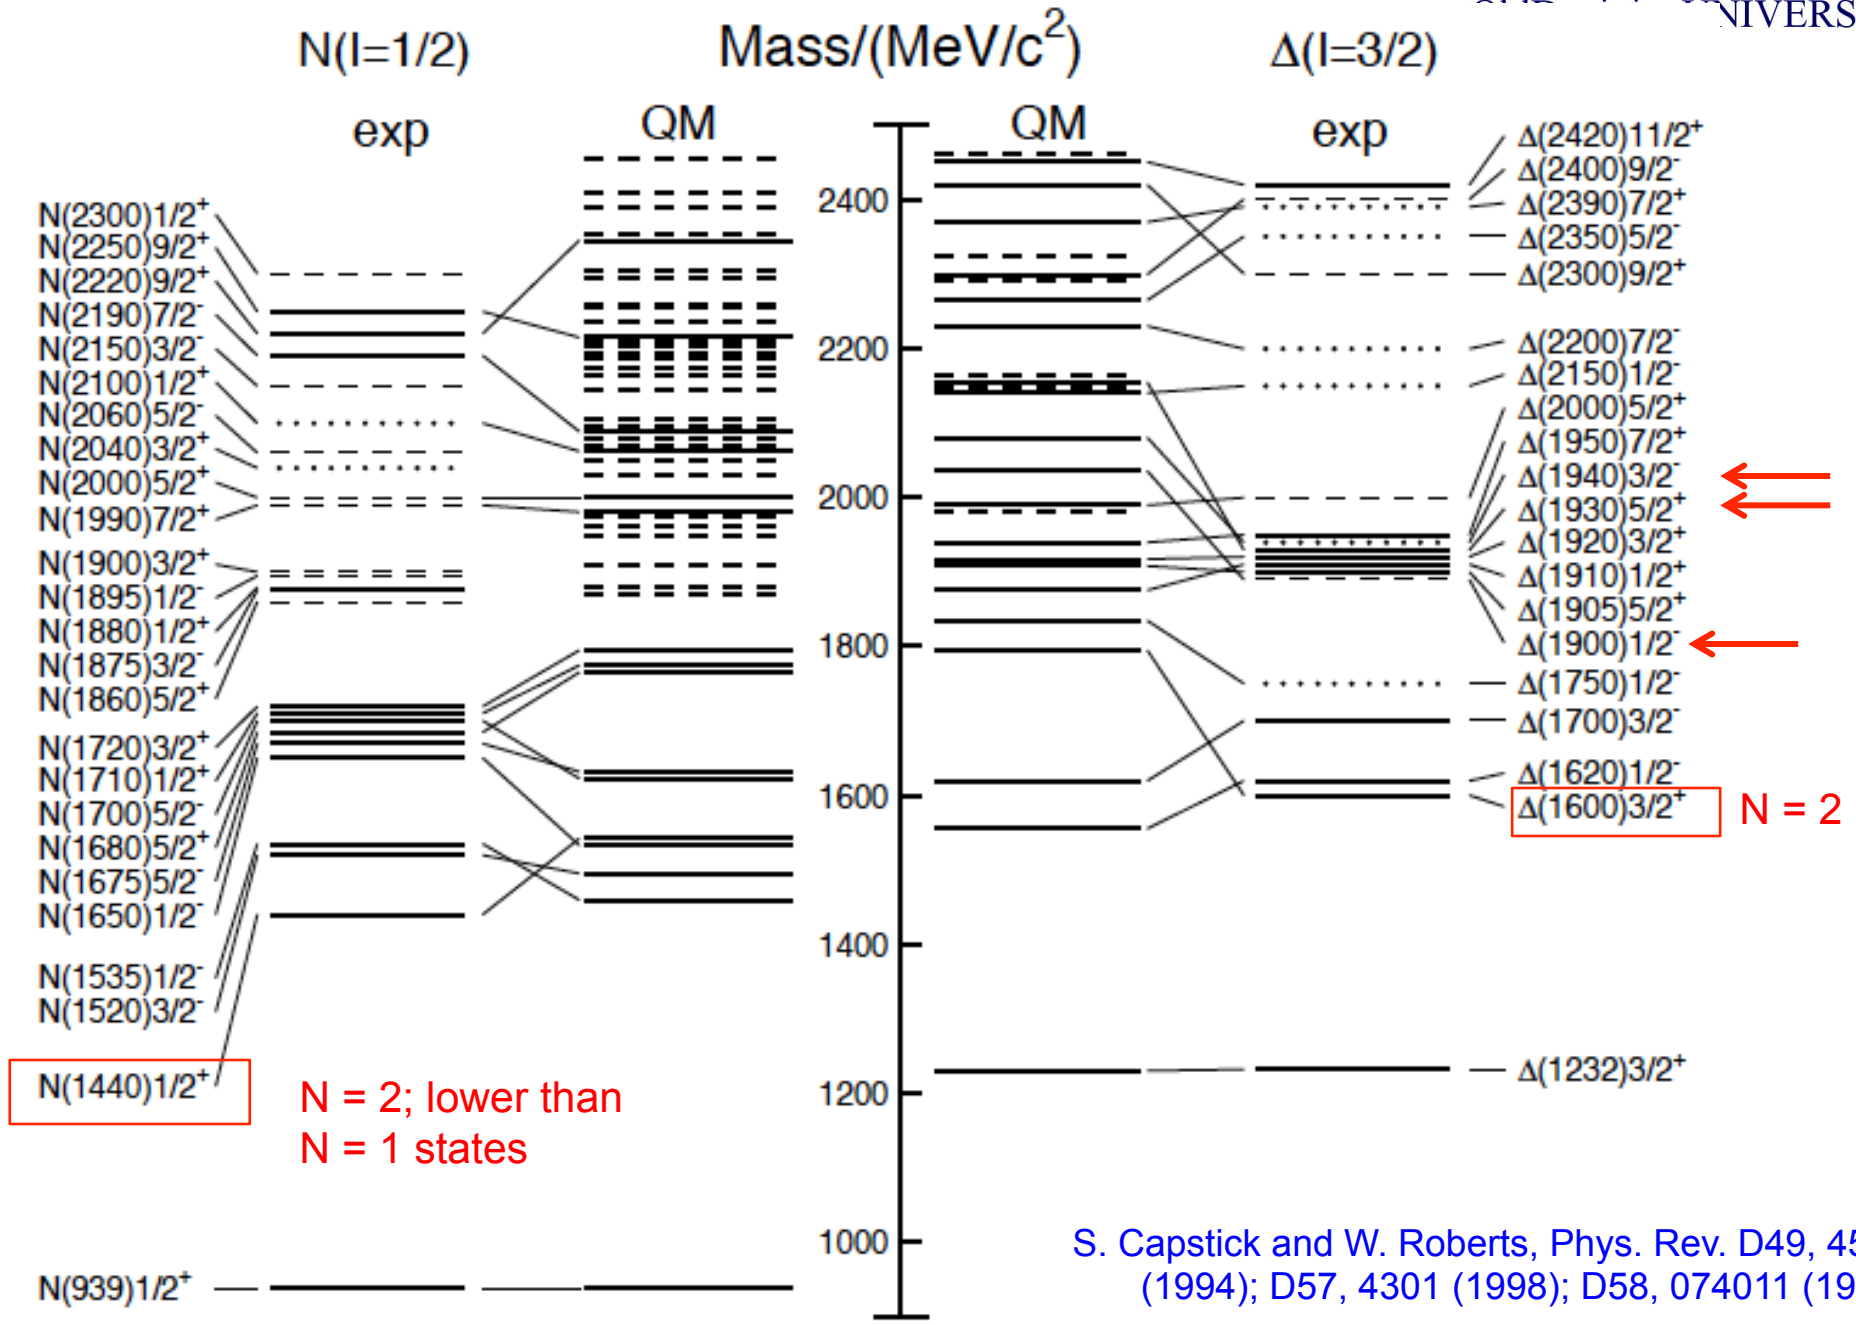 NIVERS
N(I=1/2)
Mass/(MeV/c²)
Δ(I=3/2)
exp
QM
QM
exp
N(2300)1/2⁺
N(2250)9/2⁺
N(2220)9/2⁺
N(2190)7/2⁻
N(2150)3/2⁻
N(2100)1/2⁺
N(2060)5/2⁻
N(2040)3/2⁺
N(2000)5/2⁺
N(1990)7/2⁺
N(1900)3/2⁺
N(1895)1/2⁻
N(1880)1/2⁺
N(1875)3/2⁻
N(1860)5/2⁺
N(1720)3/2⁺
N(1710)1/2⁺
N(1700)5/2⁻
N(1680)5/2⁺
N(1675)5/2⁻
N(1650)1/2⁻
N(1535)1/2⁻
N(1520)3/2⁻
N(1440)1/2⁺
N = 2; lower than
N = 1 states
N(939)1/2⁺
2400
2200
2000
1800
1600
1400
1200
1000
Δ(2420)11/2⁺
Δ(2400)9/2⁻
Δ(2390)7/2⁺
Δ(2350)5/2⁻
Δ(2300)9/2⁺
Δ(2200)7/2⁻
Δ(2150)1/2⁻
Δ(2000)5/2⁺
Δ(1950)7/2⁺
Δ(1940)3/2⁻
Δ(1930)5/2⁺
Δ(1920)3/2⁺
Δ(1910)1/2⁺
Δ(1905)5/2⁺
Δ(1900)1/2⁻
Δ(1750)1/2⁻
Δ(1700)3/2⁻
Δ(1620)1/2⁻
Δ(1600)3/2⁺ N = 2
Δ(1232)3/2⁺
S. Capstick and W. Roberts, Phys. Rev. D49, 45
(1994); D57, 4301 (1998); D58, 074011 (19